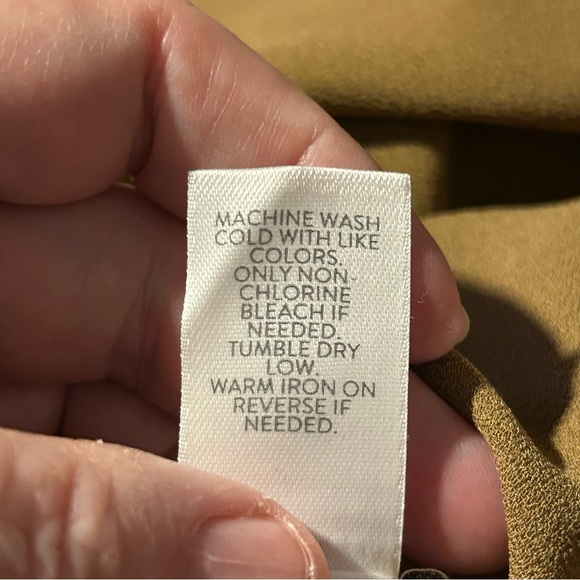 MACHINE WASH
COLD WITH LIKE
COLORS.
ONLY NON-
CHLORINE
BLEACH IF
NEEDED.
TUMBLE DRY
LOW.
WARM IRON ON
REVERSE IF
NEEDED.